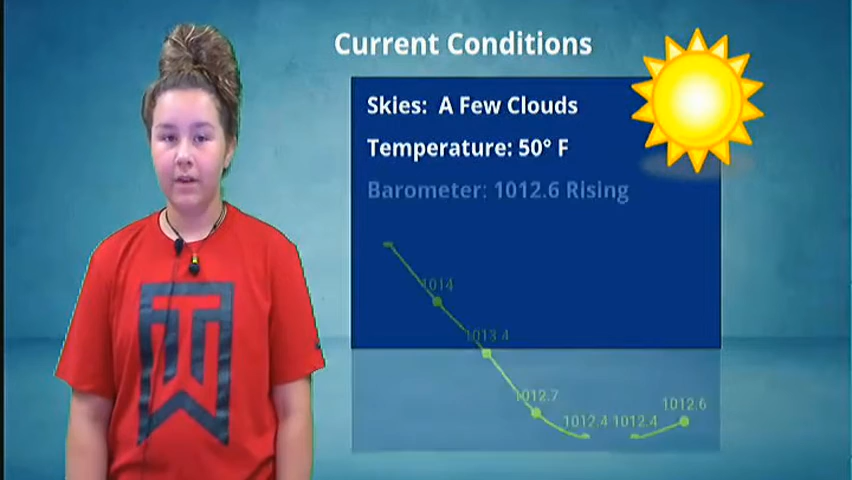 Current Conditions
Skies: A Few Clouds
Temperature: 50° F
Barometer: 1012.6 Rising
1014
1013.4
1012.7
1012.4
1012.4
1012.6
TW